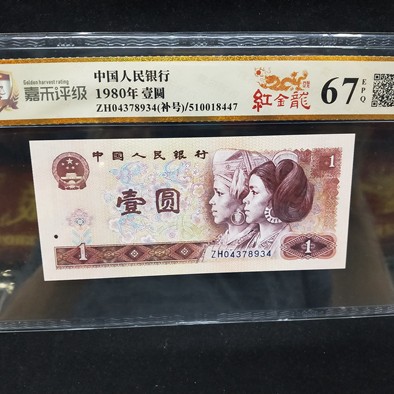 Golden harvest rating
嘉禾评级
中国人民银行
1980年 壹圆
ZH04378934(补号)/510018447
紅金龍
67
EPQ
中国人民银行
1
壹圆
1
1
ZH04378934